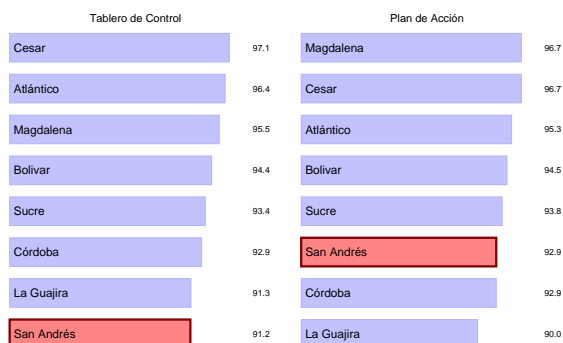 Tablero de Control
Cesar 97.1
Atlántico 96.4
Magdalena 95.5
Bolivar 94.4
Sucre 93.4
Córdoba 92.9
La Guajira 91.3
San Andrés 91.2
Plan de Acción
Magdalena 96.7
Cesar 96.7
Atlántico 95.3
Bolivar 94.5
Sucre 93.8
San Andrés 92.9
Córdoba 92.9
La Guajira 90.0